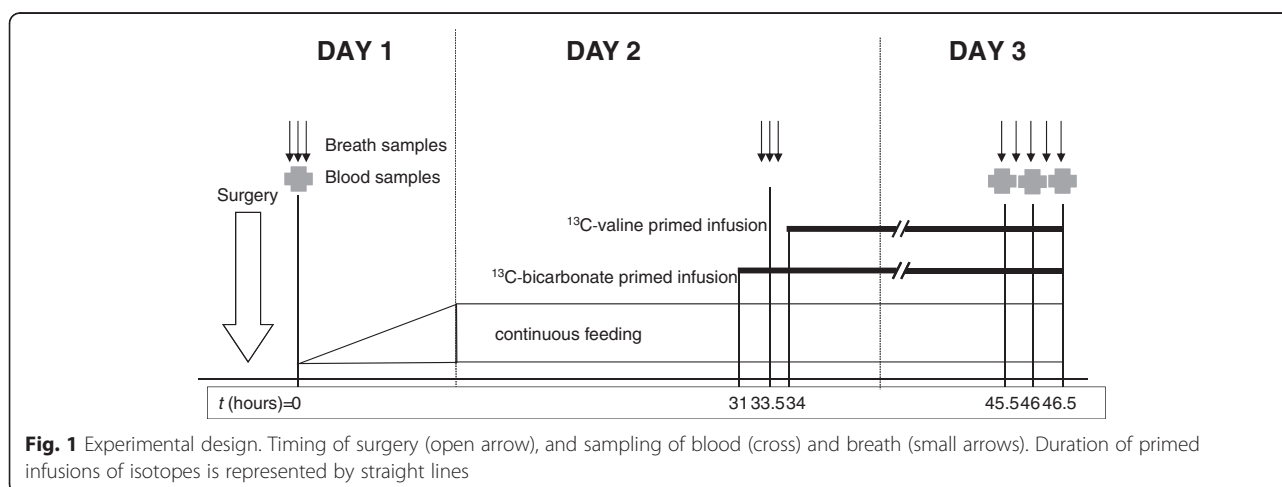 DAY 1 DAY 2 DAY 3
Breath samples
Blood samples
Surgery
¹³C-valine primed infusion
¹³C-bicarbonate primed infusion
continuous feeding
t (hours)=0 31 33.5 34 45.5 46 46.5
Fig. 1 Experimental design. Timing of surgery (open arrow), and sampling of blood (cross) and breath (small arrows). Duration of primed
infusions of isotopes is represented by straight lines